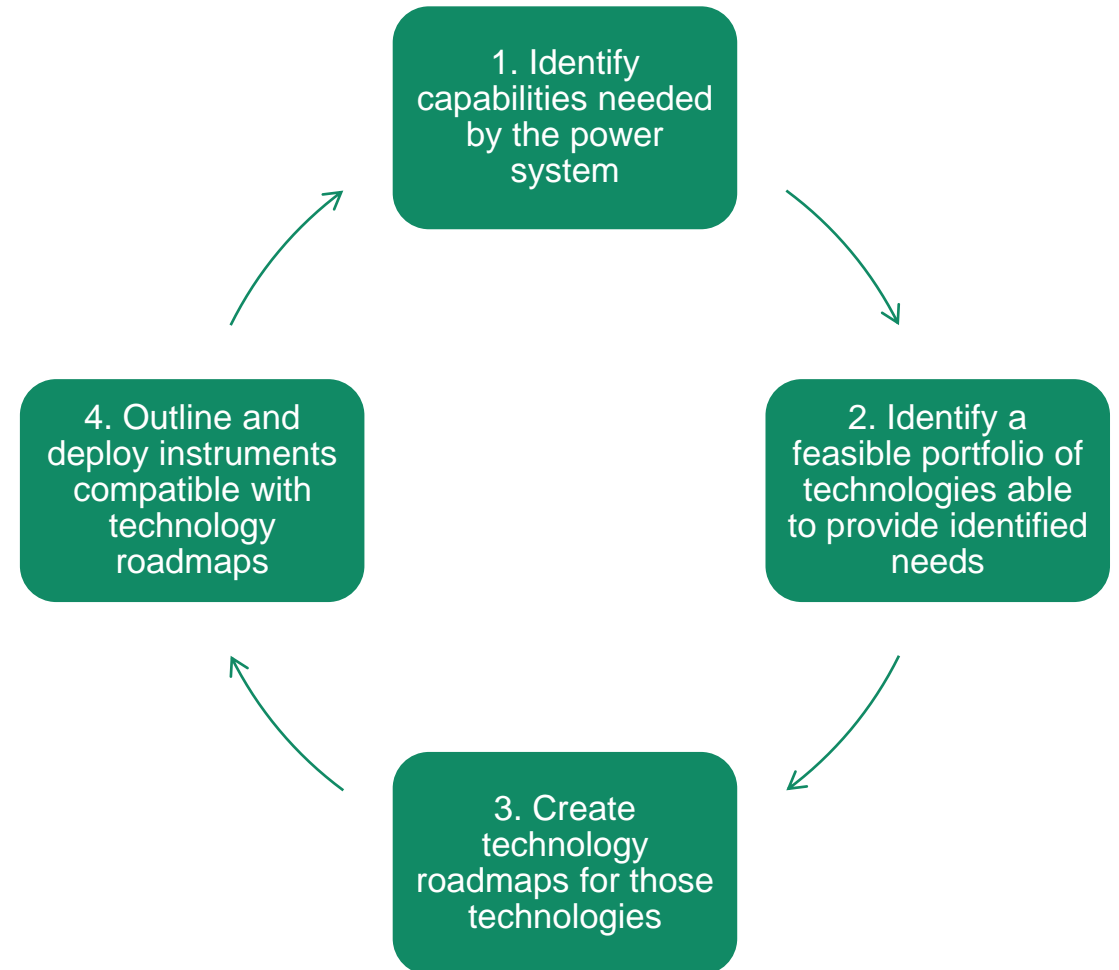 1. Identify
capabilities needed
by the power
system
2. Identify a
feasible portfolio of
technologies able
to provide identified
needs
3. Create
technology
roadmaps for those
technologies
4. Outline and
deploy instruments
compatible with
technology
roadmaps